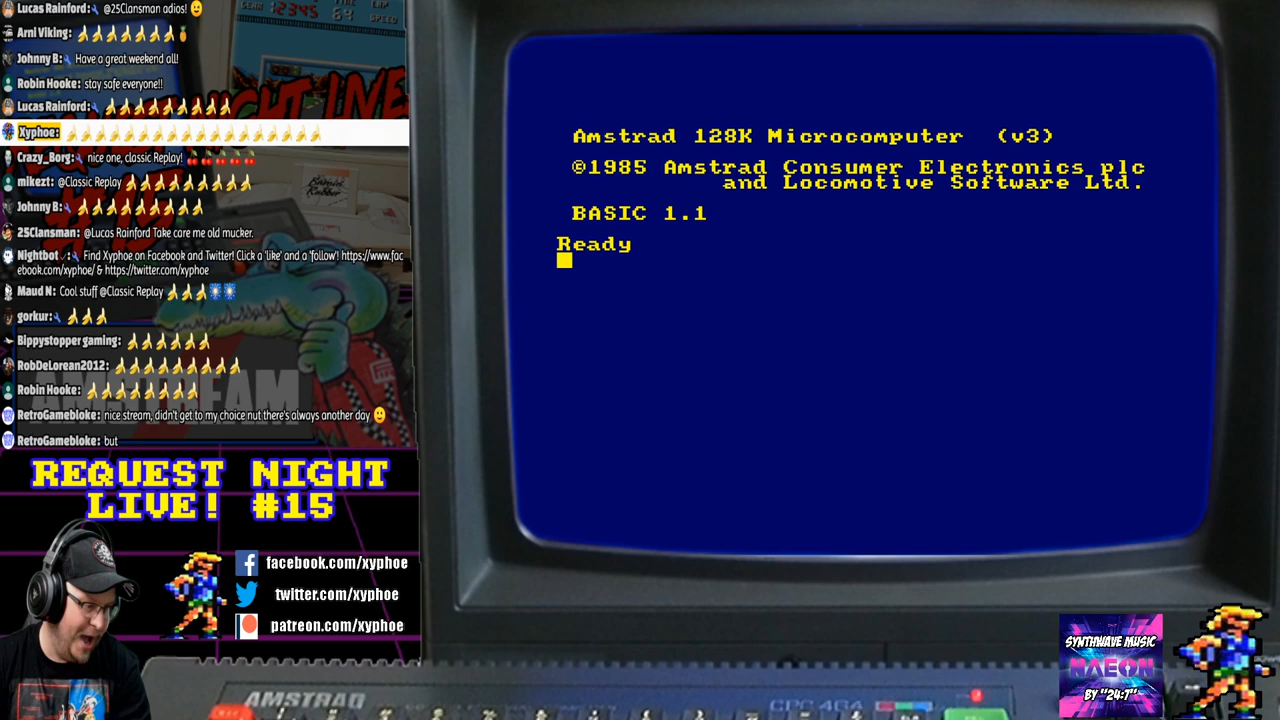 Lucas Rainford: @25Clansman adios!
Arni Viking:
Johnny B: Have a great weekend all!
Robin Hooke: stay safe everyone!!
Lucas Rainford:
Xyphoe:
Crazy_Borg: nice one, classic Replay!
mikezt: @Classic Replay
Johnny B:
25Clansman: @Lucas Rainford Take care me old mucker.
Nightbot: Find Xyphoe on Facebook and Twitter! Click a 'like' and a 'follow'! https://www.fac
ebook.com/xyphoe/ & https://twitter.com/xyphoe
Maud N: Cool stuff @Classic Replay
gorkur:
Bippystopper gaming:
RobDeLorean2012:
Robin Hooke:
RetroGamebloke: nice stream, didn't get to my choice nut there's always another day
RetroGamebloke: but
AMSTREAM
REQUEST NIGHT
LIVE! #15
facebook.com/xyphoe
twitter.com/xyphoe
patreon.com/xyphoe
Amstrad 128K Microcomputer (v3)
©1985 Amstrad Consumer Electronics plc
and Locomotive Software Ltd.
BASIC 1.1
Ready
AMSTRAD
CPC 464
SYNTHWAVE MUSIC
HAEON
BY "24:7"